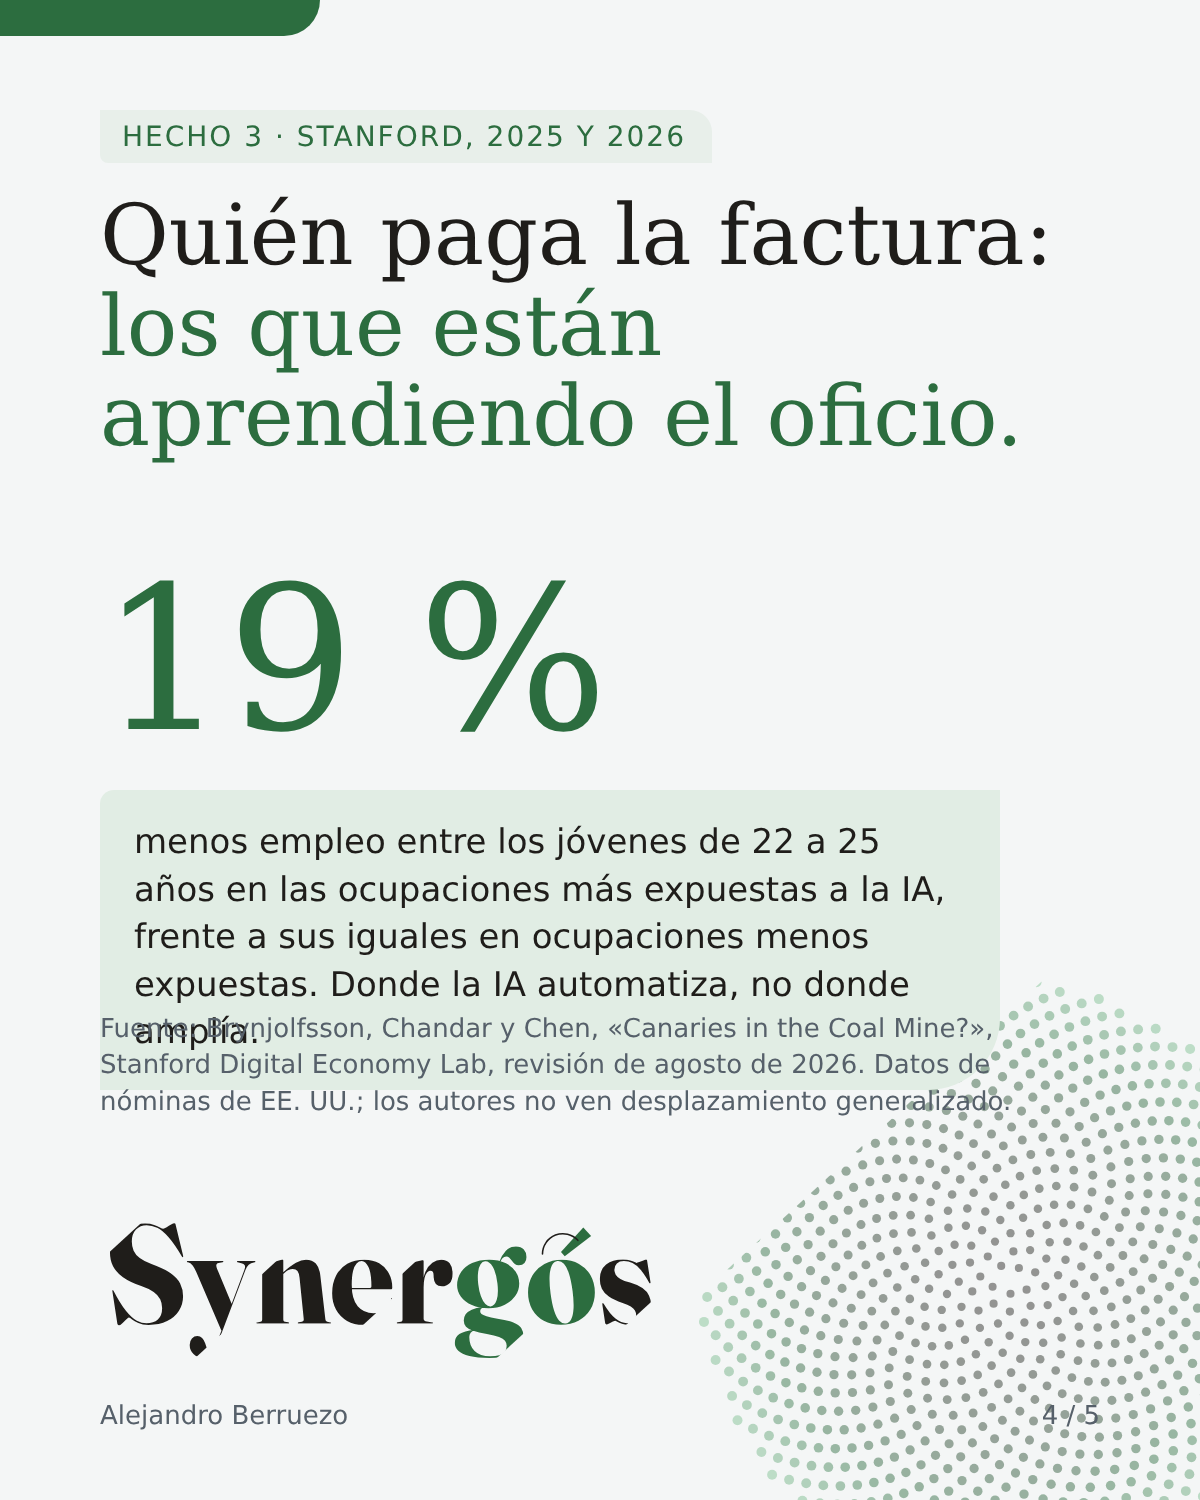 HECHO 3 · STANFORD, 2025 Y 2026
Quién paga la factura:
los que están
aprendiendo el oficio.
19 %
menos empleo entre los jóvenes de 22 a 25
años en las ocupaciones más expuestas a la IA,
frente a sus iguales en ocupaciones menos
expuestas. Donde la IA automatiza, no donde
amplía.
Fuente: Brynjolfsson, Chandar y Chen, «Canaries in the Coal Mine?»,
Stanford Digital Economy Lab, revisión de agosto de 2026. Datos de
nóminas de EE. UU.; los autores no ven desplazamiento generalizado.
Synergós
Alejandro Berruezo
4 / 5